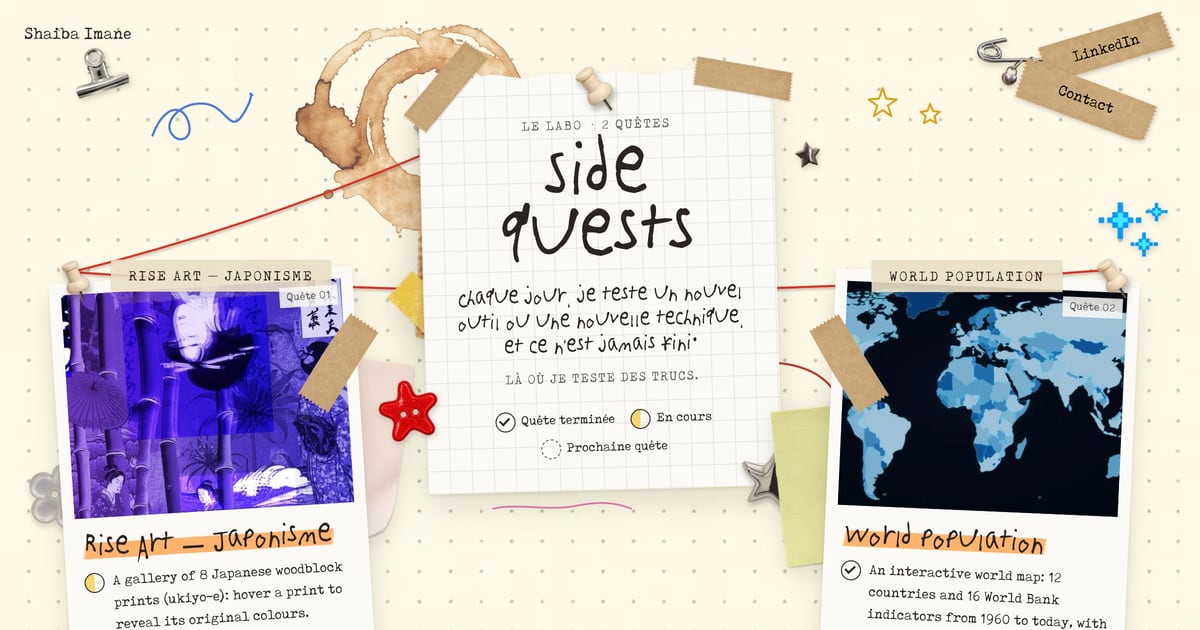 Shaiba Imane
LinkedIn
Contact
LE LABO · 2 QUÊTES
side
quests
chaque jour, je teste un nouvel
outil ou une nouvelle technique,
et ce n'est jamais fini*
LÀ OÙ JE TESTE DES TRUCS.
Quête terminée
En cours
Prochaine quête
RISE ART — JAPONISME
Quête 01
Rise Art — Japonisme
A gallery of 8 Japanese woodblock
prints (ukiyo-e): hover a print to
reveal its original colours.
WORLD POPULATION
Quête 02
World Population
An interactive world map: 12
countries and 16 World Bank
indicators from 1960 to today, with